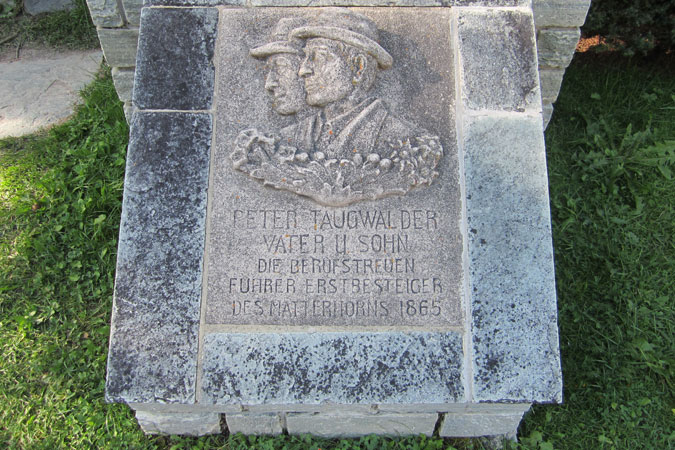 PETER TAUGWALDER
VATER U. SOHN
DIE BERUFSTREUEN
FÜHRER ERSTBESTEIGER
DES MATTERHORNS 1865